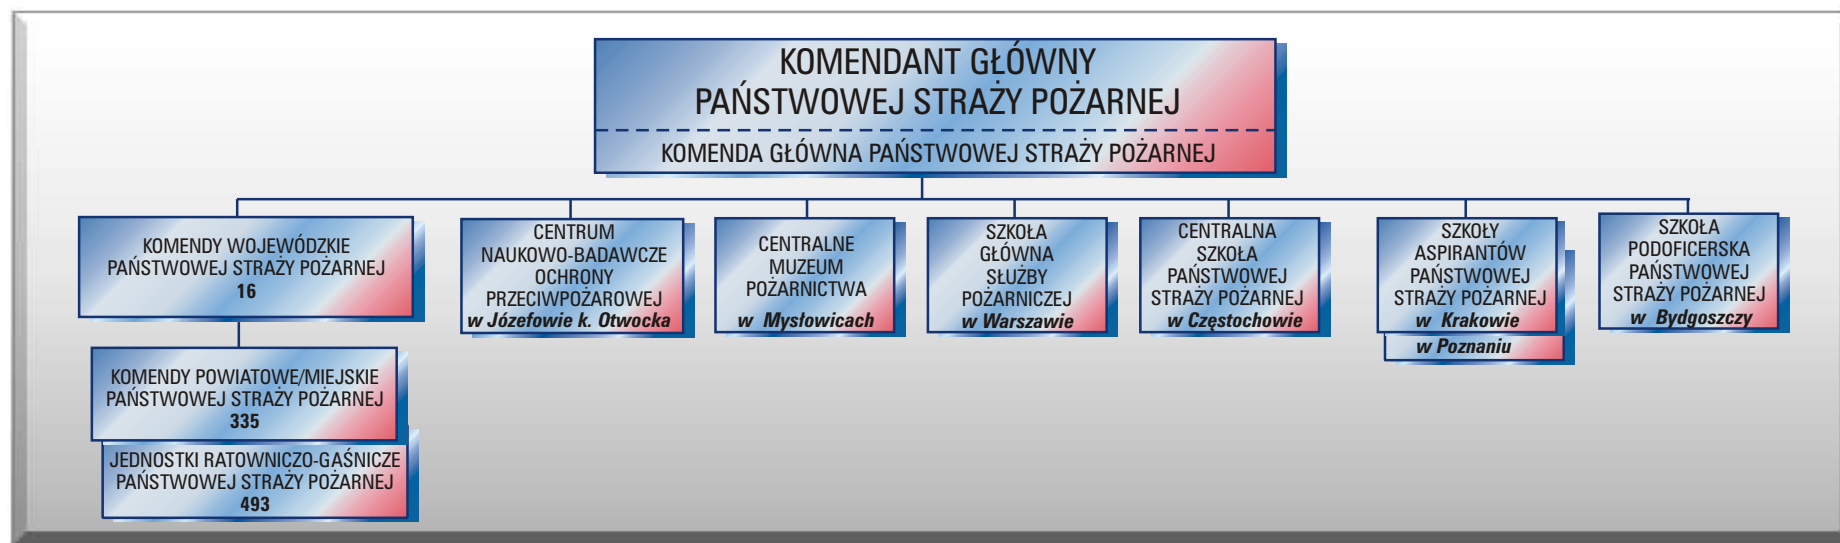 KOMENDANT GŁÓWNY
PAŃSTWOWEJ STRAŻY POŻARNEJ
KOMENDA GŁÓWNA PAŃSTWOWEJ STRAŻY POŻARNEJ
KOMENDY WOJEWÓDZKIE
PAŃSTWOWEJ STRAŻY POŻARNEJ
16
KOMENDY POWIATOWE/MIEJSKIE
PAŃSTWOWEJ STRAŻY POŻARNEJ
335
JEDNOSTKI RATOWNICZO-GAŚNICZE
PAŃSTWOWEJ STRAŻY POŻARNEJ
493
CENTRUM
NAUKOWO-BADAWCZE
OCHRONY
PRZECIWPOŻAROWEJ
w Józefowie k. Otwocka
CENTRALNE
MUZEUM
POŻARNICTWA
w Mysłowicach
SZKOŁA
GŁÓWNA
SŁUŻBY
POŻARNICZEJ
w Warszawie
CENTRALNA
SZKOŁA
PAŃSTWOWEJ
STRAŻY POŻARNEJ
w Częstochowie
SZKOŁY
ASPIRANTÓW
PAŃSTWOWEJ
STRAŻY POŻARNEJ
w Krakowie
w Poznaniu
SZKOŁA
PODOFICERSKA
PAŃSTWOWEJ
STRAŻY POŻARNEJ
w Bydgoszczy